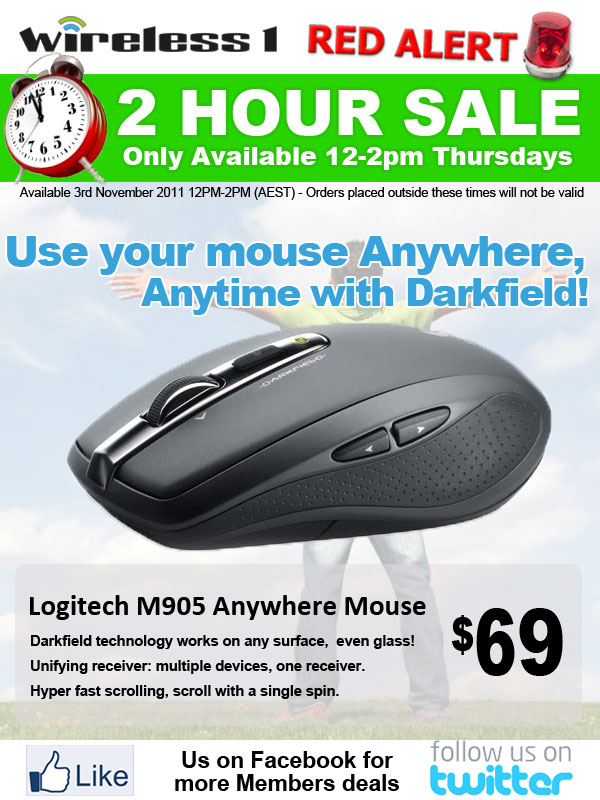 wireless 1 RED ALERT
2 HOUR SALE
Only Available 12-2pm Thursdays
Available 3rd November 2011 12PM-2PM (AEST) - Orders placed outside these times will not be valid
Use your mouse Anywhere,
Anytime with Darkfield!
DARKFIELD
Logitech M905 Anywhere Mouse
$69
Darkfield technology works on any surface, even glass!
Unifying receiver: multiple devices, one receiver.
Hyper fast scrolling, scroll with a single spin.
Like
Us on Facebook for
more Members deals
follow us on
twitter